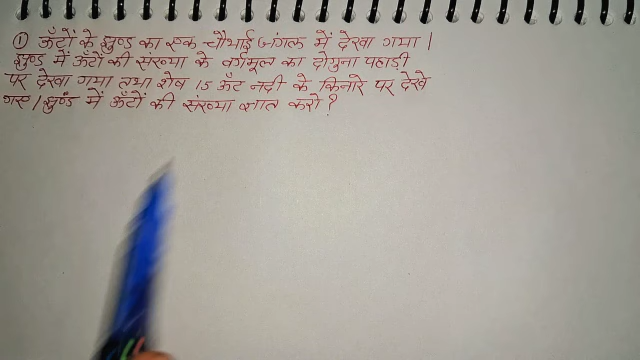 ① ऊँटों के झुण्ड का एक चौथाई जंगल में देखा गया।
झुण्ड में ऊँटों की संख्या के वर्गमूल का दोगुना पहाडी
पर देखा गया तथा शेष 15 ऊँट नदी के किनारे पर देखे
गए। झुण्ड में ऊँटों की संख्या ज्ञात करो?